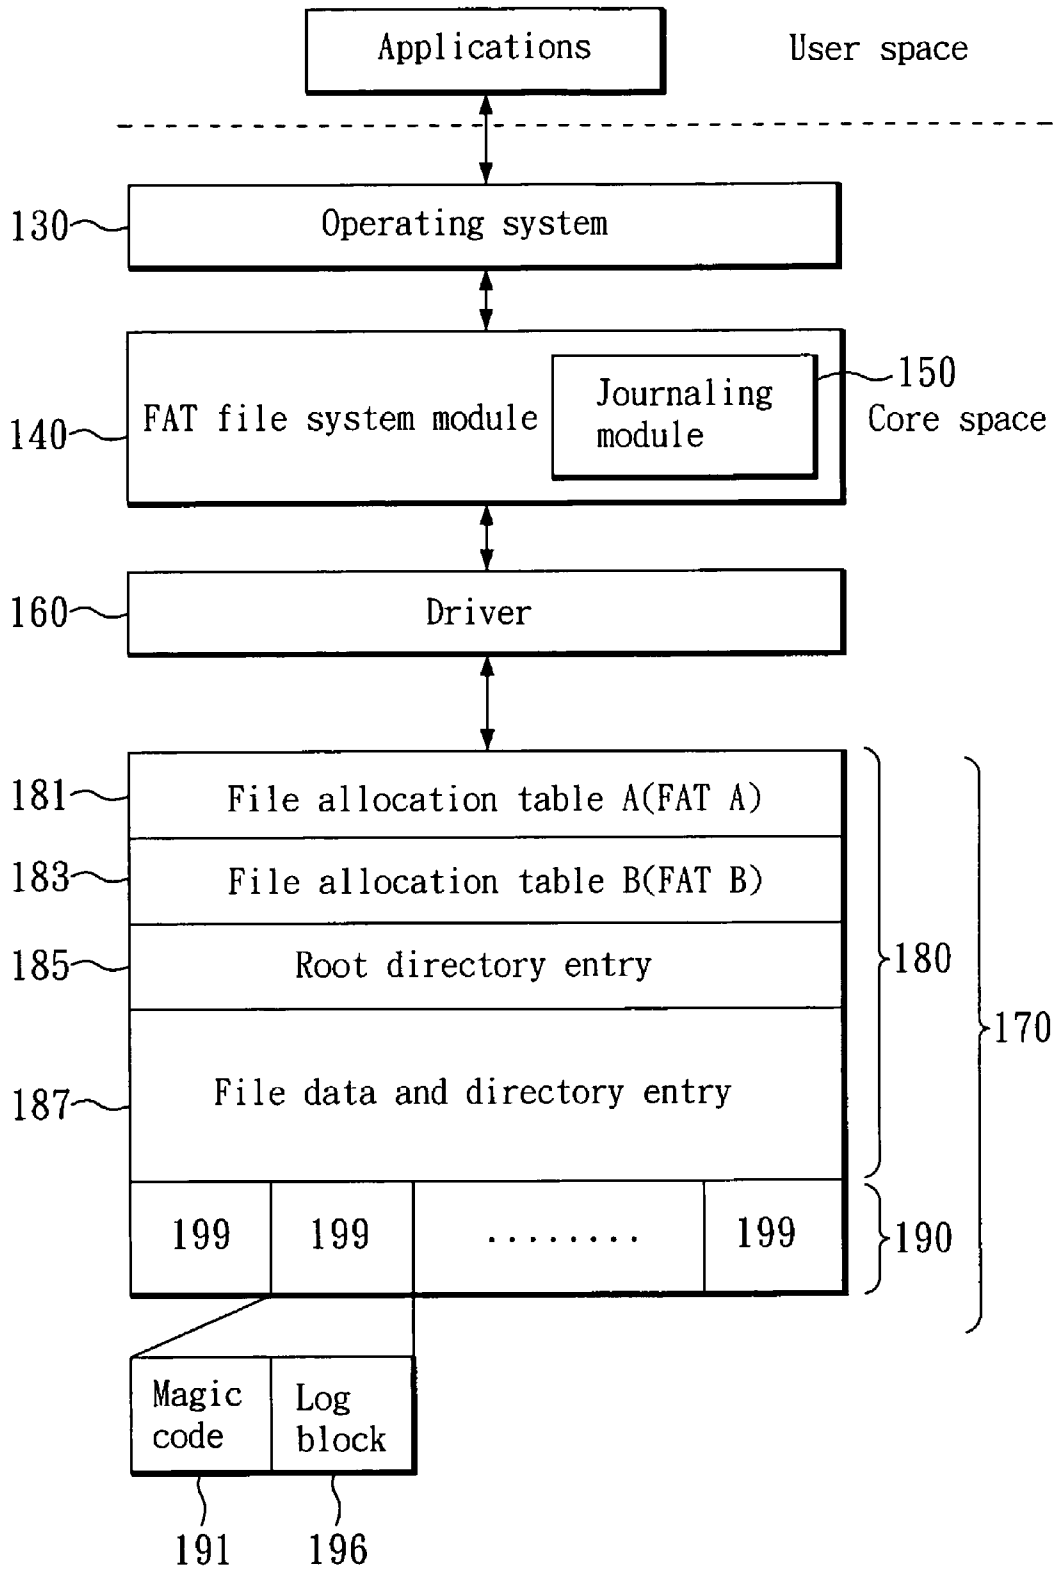 Applications
User space
130
Operating system
140
FAT file system module
Journaling
module
150
Core space
160
Driver
181
File allocation table A(FAT A)
183
File allocation table B(FAT B)
185
Root directory entry
187
File data and directory entry
180
170
199 199 ........ 199
190
Magic
code
Log
block
191
196